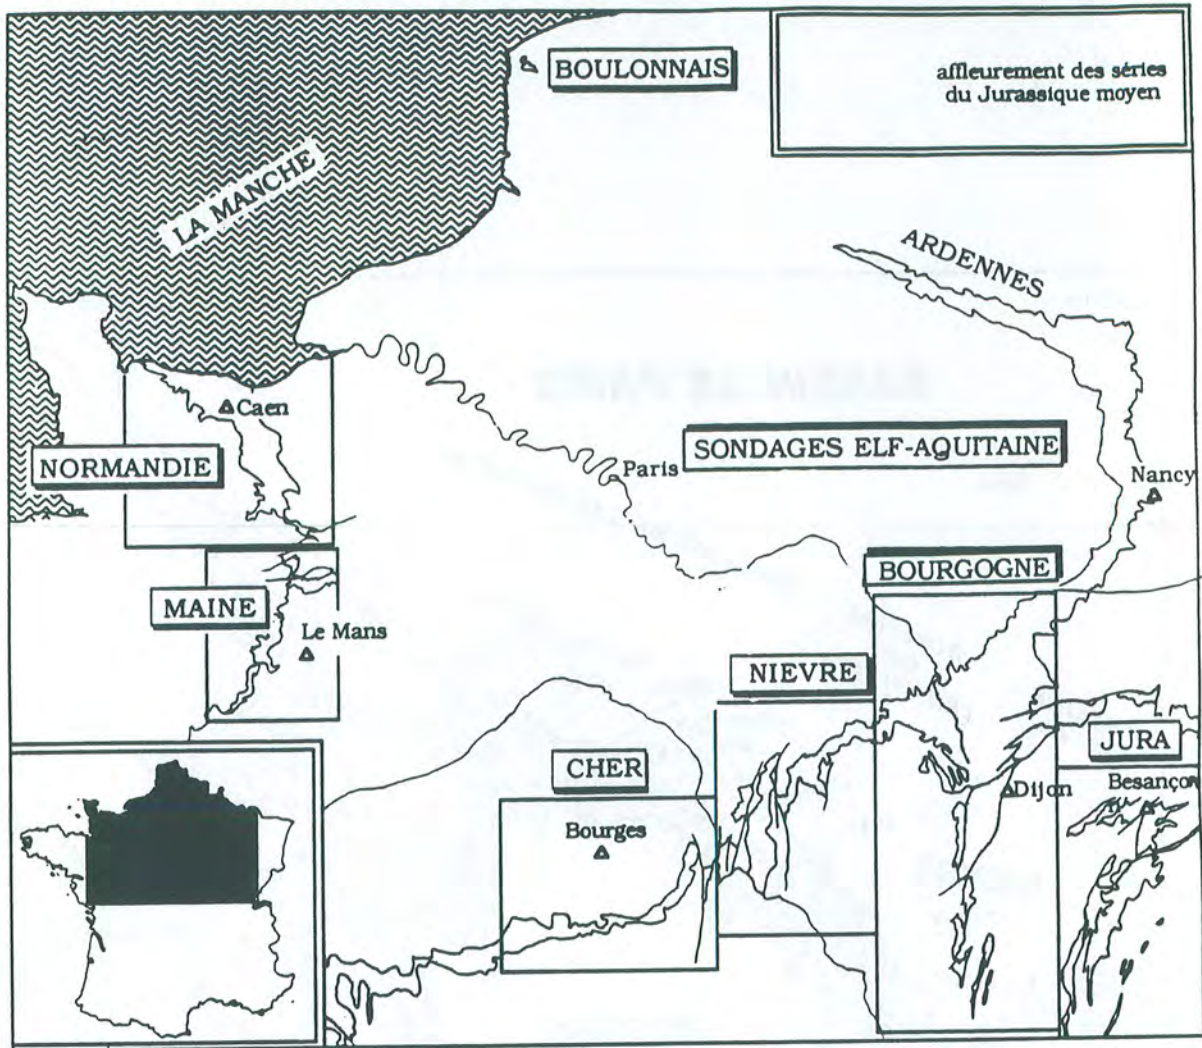 BOULONNAIS
affleurement des séries
du Jurassique moyen
LA MANCHE
ARDENNES
Caen
NORMANDIE
SONDAGES ELF-AQUITAINE
Paris
Nancy
BOURGOGNE
MAINE
Le Mans
NIEVRE
JURA
CHER
Besançon
Dijon
Bourges